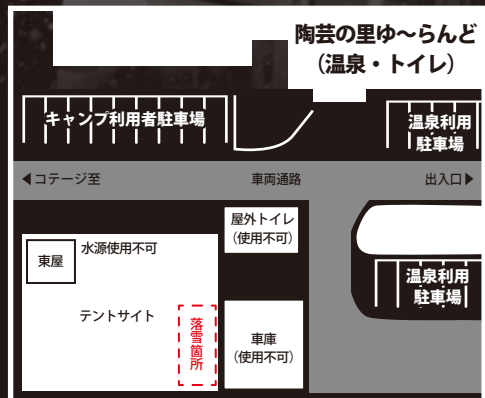 陶芸の里ゆ～らんど
（温泉・トイレ）
キャンプ利用者駐車場
温泉利用
駐車場
◀コテージ至
車両通路
出入口▶
屋外トイレ
（使用不可）
東屋
水源使用不可
温泉利用
駐車場
テントサイト
落雪箇所
車庫
（使用不可）